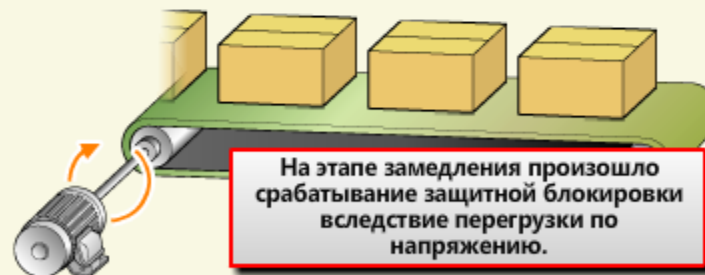 На этапе замедления произошло
срабатывание защитной блокировки
вследствие перегрузки по
напряжению.